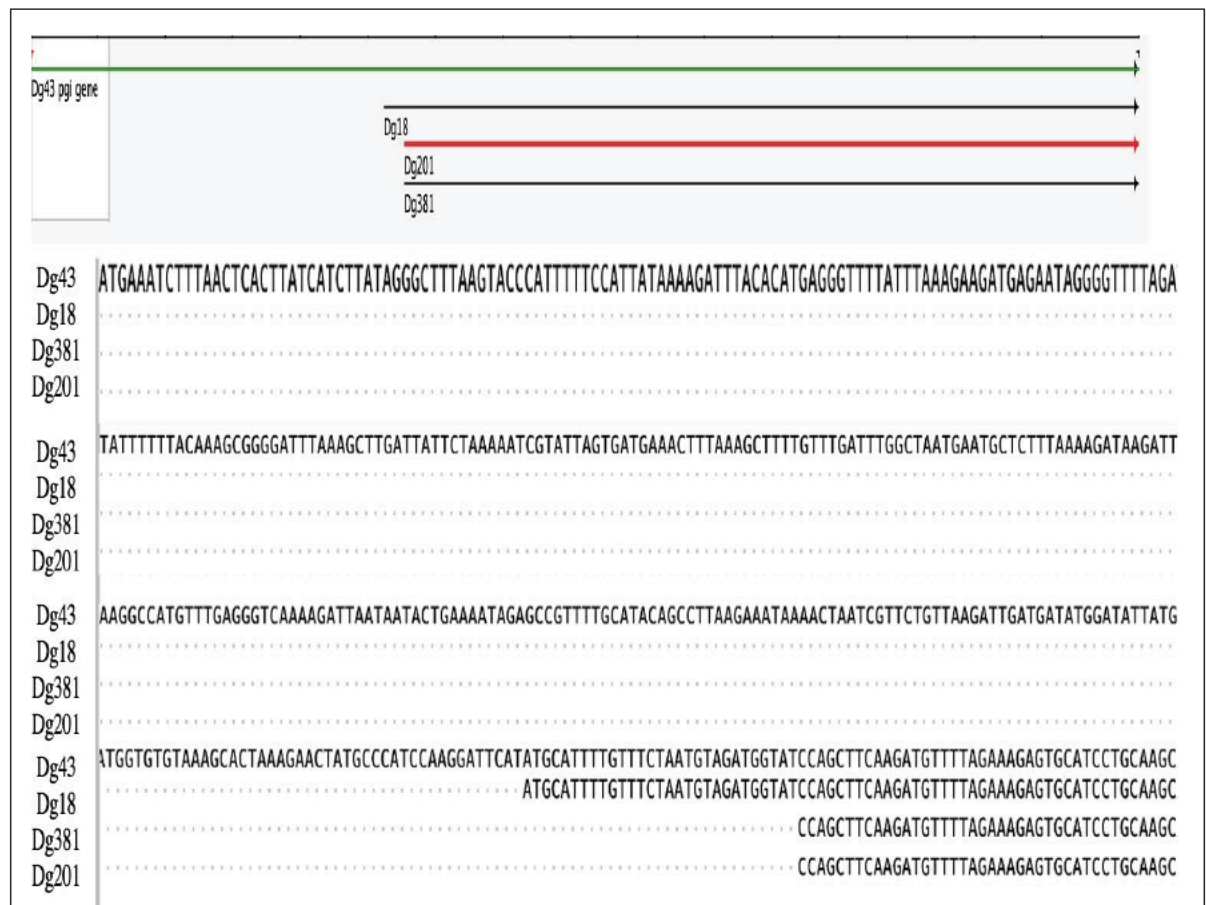 Dg43 pgi gene
Dg18
Dg201
Dg381
Dg43 ATGAAATCTTTAACTCACTTATCATCTTATAGGGCTTTAAGTACCCATTTTTCCATTATAAAAGATTTACACATGAGGGTTTTATTTAAAGAAGATGAGAATAGGGGTTTTAGA
Dg18
Dg381
Dg201
Dg43 TATTTTTTACAAAGCGGGGATTTAAAGCTTGATTATTCTAAAAATCGTATTAGTGATGAAACTTTAAAGCTTTTGTTTGATTTGGCTAATGAATGCTCTTTAAAAGATAAGATT
Dg18
Dg381
Dg201
Dg43 AAGGCCATGTTTGAGGGTCAAAAGATTAATAATACTGAAAATAGAGCCGTTTTGCATACAGCCTTAAGAAATAAAACTAATCGTTCTGTTAAGATTGATGATATGGATATTATG
Dg18
Dg381
Dg201
Dg43 ATGGTGTGTAAAGCACTAAAGAACTATGCCCATCCAAGGATTCATATGCATTTTGTTTCTAATGTAGATGGTATCCAGCTTCAAGATGTTTTAGAAAGAGTGCATCCTGCAAGC
Dg18 ATGCATTTTGTTTCTAATGTAGATGGTATCCAGCTTCAAGATGTTTTAGAAAGAGTGCATCCTGCAAGC
Dg381 CCAGCTTCAAGATGTTTTAGAAAGAGTGCATCCTGCAAGC
Dg201 CCAGCTTCAAGATGTTTTAGAAAGAGTGCATCCTGCAAGC